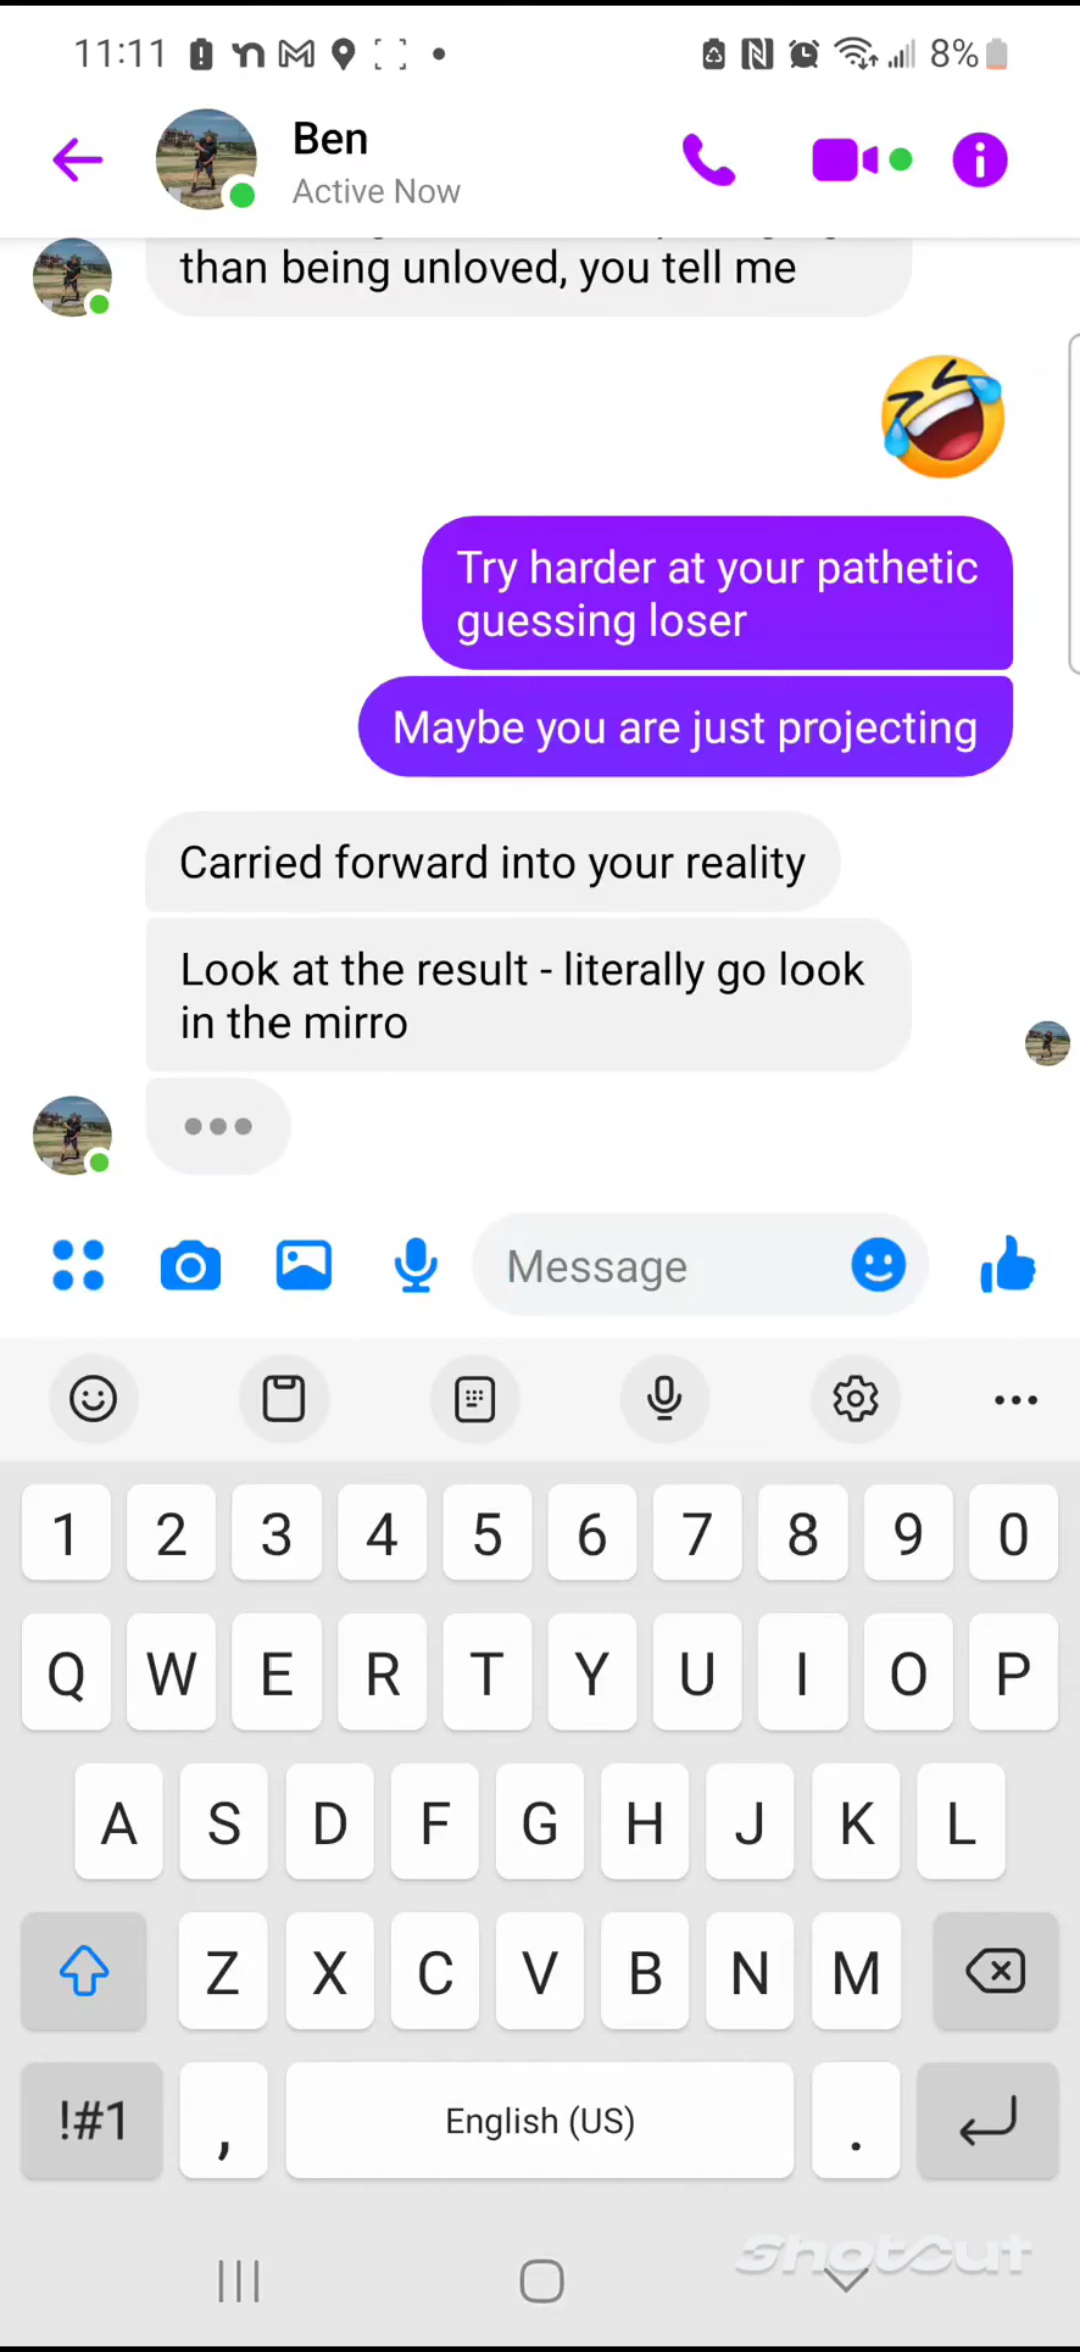 11:11
8%
Ben
Active Now
than being unloved, you tell me
Try harder at your pathetic
guessing loser
Maybe you are just projecting
Carried forward into your reality
Look at the result - literally go look
in the mirro
Message
1 2 3 4 5 6 7 8 9 0
Q W E R T Y U I O P
A S D F G H J K L
Z X C V B N M
!#1 , English (US) .
ShotCut